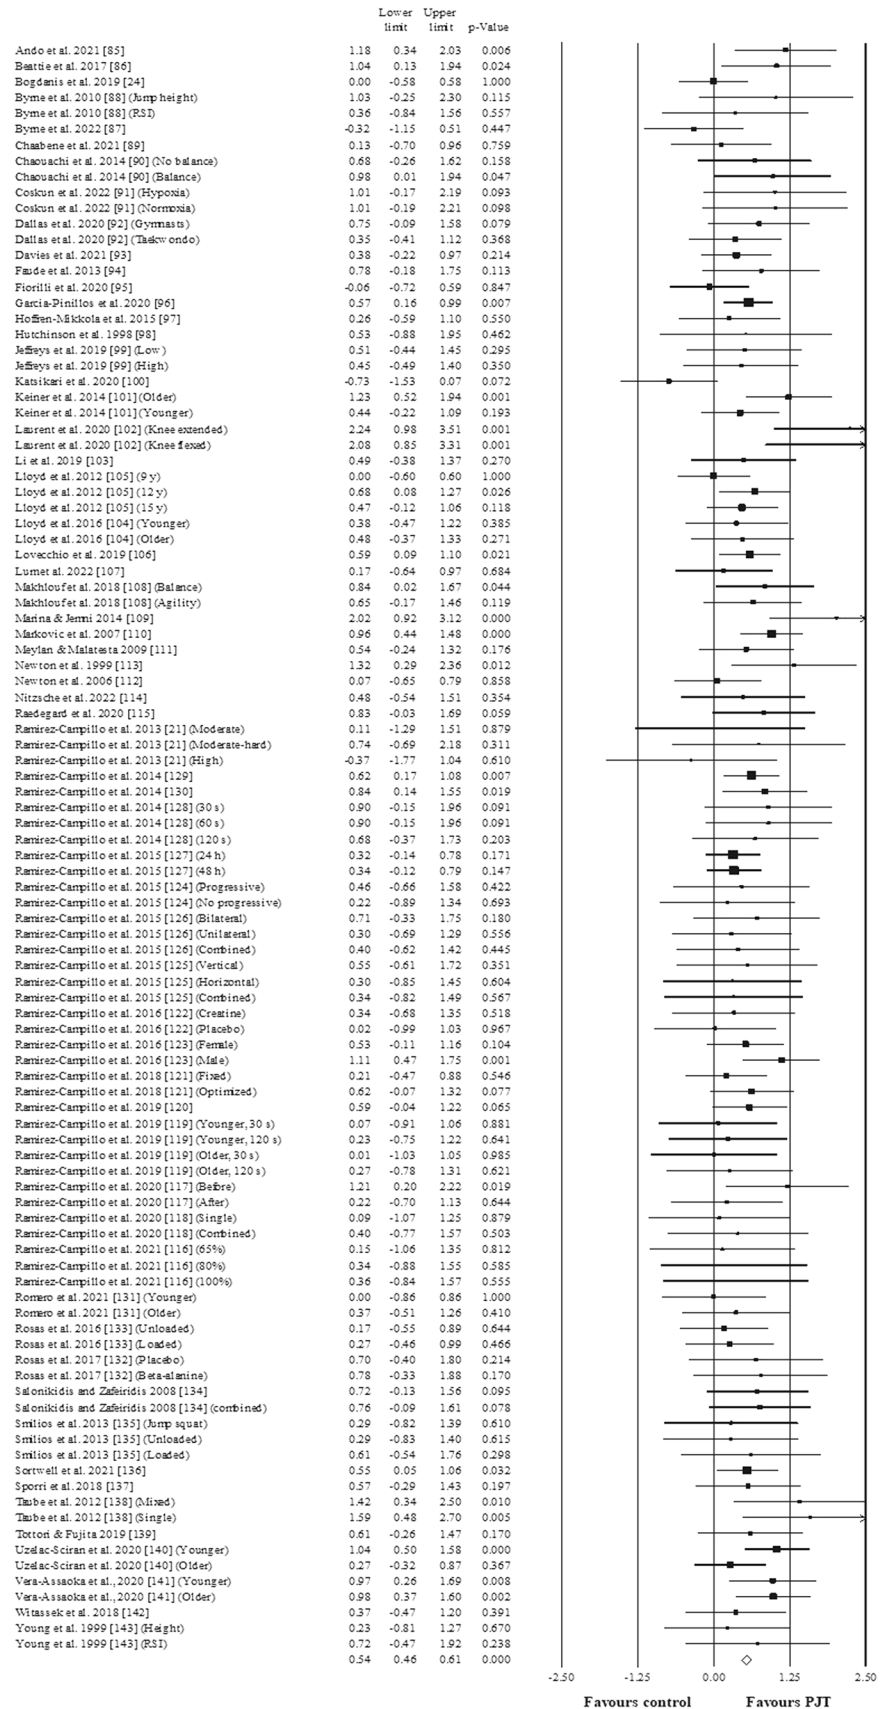 Lower Upper
limit limit p-Value
Ando et al. 2021 [85] 1.18 0.34 2.03 0.006
Beattie et al. 2017 [86] 1.04 0.13 1.94 0.024
Bogdanis et al. 2019 [24] 0.00 -0.58 0.58 1.000
Byrne et al. 2010 [88] (Jump height) 1.03 -0.25 2.30 0.115
Byrne et al. 2010 [88] (RSI) 0.36 -0.84 1.56 0.557
Byrne et al. 2022 [87] -0.32 -1.15 0.51 0.447
Chaabene et al. 2021 [89] 0.13 -0.70 0.96 0.759
Chaouachi et al. 2014 [90] (No balance) 0.68 -0.26 1.62 0.158
Chaouachi et al. 2014 [90] (Balance) 0.98 0.01 1.94 0.047
Coskun et al. 2022 [91] (Hypoxia) 1.01 -0.17 2.19 0.093
Coskun et al. 2022 [91] (Normoxia) 1.01 -0.19 2.21 0.098
Dallas et al. 2020 [92] (Gymnasts) 0.75 -0.09 1.58 0.079
Dallas et al. 2020 [92] (Taekwondo) 0.35 -0.41 1.12 0.368
Davies et al. 2021 [93] 0.38 -0.22 0.97 0.214
Faude et al. 2013 [94] 0.78 -0.18 1.75 0.113
Fiorilli et al. 2020 [95] -0.06 -0.72 0.59 0.847
Garcia-Pinillos et al. 2020 [96] 0.57 0.16 0.99 0.007
Hoffren-Mikkola et al. 2015 [97] 0.26 -0.59 1.10 0.550
Hutchinson et al. 1998 [98] 0.53 -0.88 1.95 0.462
Jeffreys et al. 2019 [99] (Low) 0.51 -0.44 1.45 0.295
Jeffreys et al. 2019 [99] (High) 0.45 -0.49 1.40 0.350
Katsikari et al. 2020 [100] -0.73 -1.53 0.07 0.072
Keiner et al. 2014 [101] (Older) 1.23 0.52 1.94 0.001
Keiner et al. 2014 [101] (Younger) 0.44 -0.22 1.09 0.193
Laurent et al. 2020 [102] (Knee extended) 2.24 0.98 3.51 0.001
Laurent et al. 2020 [102] (Knee flexed) 2.08 0.85 3.31 0.001
Li et al. 2019 [103] 0.49 -0.38 1.37 0.270
Lloyd et al. 2012 [105] (9 y) 0.00 -0.60 0.60 1.000
Lloyd et al. 2012 [105] (12 y) 0.68 0.08 1.27 0.026
Lloyd et al. 2012 [105] (15 y) 0.47 -0.12 1.06 0.118
Lloyd et al. 2016 [104] (Younger) 0.38 -0.47 1.22 0.385
Lloyd et al. 2016 [104] (Older) 0.48 -0.37 1.33 0.271
Lovecchio et al. 2019 [106] 0.59 0.09 1.10 0.021
Lum et al. 2022 [107] 0.17 -0.64 0.97 0.684
Makhlouf et al. 2018 [108] (Balance) 0.84 0.02 1.67 0.044
Makhlouf et al. 2018 [108] (Agility) 0.65 -0.17 1.46 0.119
Marina & Jemni 2014 [109] 2.02 0.92 3.12 0.000
Markovic et al. 2007 [110] 0.96 0.44 1.48 0.000
Meylan & Malatesta 2009 [111] 0.54 -0.24 1.32 0.176
Newton et al. 1999 [113] 1.32 0.29 2.36 0.012
Newton et al. 2006 [112] 0.07 -0.65 0.79 0.858
Nitzsche et al. 2022 [114] 0.48 -0.54 1.51 0.354
Raedegard et al. 2020 [115] 0.83 -0.03 1.69 0.059
Ramirez-Campillo et al. 2013 [21] (Moderate) 0.11 -1.29 1.51 0.879
Ramirez-Campillo et al. 2013 [21] (Moderate-hard) 0.74 -0.69 2.18 0.311
Ramirez-Campillo et al. 2013 [21] (High) -0.37 -1.77 1.04 0.610
Ramirez-Campillo et al. 2014 [129] 0.62 0.17 1.08 0.007
Ramirez-Campillo et al. 2014 [130] 0.84 0.14 1.55 0.019
Ramirez-Campillo et al. 2014 [128] (30 s) 0.90 -0.15 1.96 0.091
Ramirez-Campillo et al. 2014 [128] (60 s) 0.90 -0.15 1.96 0.091
Ramirez-Campillo et al. 2014 [128] (120 s) 0.68 -0.37 1.73 0.203
Ramirez-Campillo et al. 2015 [127] (24 h) 0.32 -0.14 0.78 0.171
Ramirez-Campillo et al. 2015 [127] (48 h) 0.34 -0.12 0.79 0.147
Ramirez-Campillo et al. 2015 [124] (Progressive) 0.46 -0.66 1.58 0.422
Ramirez-Campillo et al. 2015 [124] (No progressive) 0.22 -0.89 1.34 0.693
Ramirez-Campillo et al. 2015 [126] (Bilateral) 0.71 -0.33 1.75 0.180
Ramirez-Campillo et al. 2015 [126] (Unilateral) 0.30 -0.69 1.29 0.556
Ramirez-Campillo et al. 2015 [126] (Combined) 0.40 -0.62 1.42 0.445
Ramirez-Campillo et al. 2015 [125] (Vertical) 0.55 -0.61 1.72 0.351
Ramirez-Campillo et al. 2015 [125] (Horizontal) 0.30 -0.85 1.45 0.604
Ramirez-Campillo et al. 2015 [125] (Combined) 0.34 -0.82 1.49 0.567
Ramirez-Campillo et al. 2016 [122] (Creatine) 0.34 -0.68 1.35 0.518
Ramirez-Campillo et al. 2016 [122] (Placebo) 0.02 -0.99 1.03 0.967
Ramirez-Campillo et al. 2016 [123] (Female) 0.53 -0.11 1.16 0.104
Ramirez-Campillo et al. 2016 [123] (Male) 1.11 0.47 1.75 0.001
Ramirez-Campillo et al. 2018 [121] (Fixed) 0.21 -0.47 0.88 0.546
Ramirez-Campillo et al. 2018 [121] (Optimized) 0.62 -0.07 1.32 0.077
Ramirez-Campillo et al. 2019 [120] 0.59 -0.04 1.22 0.065
Ramirez-Campillo et al. 2019 [119] (Younger, 30 s) 0.07 -0.91 1.06 0.881
Ramirez-Campillo et al. 2019 [119] (Younger, 120 s) 0.23 -0.75 1.22 0.641
Ramirez-Campillo et al. 2019 [119] (Older, 30 s) 0.01 -1.03 1.05 0.985
Ramirez-Campillo et al. 2019 [119] (Older, 120 s) 0.27 -0.78 1.31 0.621
Ramirez-Campillo et al. 2020 [117] (Before) 1.21 0.20 2.22 0.019
Ramirez-Campillo et al. 2020 [117] (After) 0.22 -0.70 1.13 0.644
Ramirez-Campillo et al. 2020 [118] (Single) 0.09 -1.07 1.25 0.879
Ramirez-Campillo et al. 2020 [118] (Combined) 0.40 -0.77 1.57 0.503
Ramirez-Campillo et al. 2021 [116] (65%) 0.15 -1.06 1.35 0.812
Ramirez-Campillo et al. 2021 [116] (80%) 0.34 -0.88 1.55 0.585
Ramirez-Campillo et al. 2021 [116] (100%) 0.36 -0.84 1.57 0.555
Romero et al. 2021 [131] (Younger) 0.00 -0.86 0.86 1.000
Romero et al. 2021 [131] (Older) 0.37 -0.51 1.26 0.410
Rosas et al. 2016 [133] (Unloaded) 0.17 -0.55 0.89 0.644
Rosas et al. 2016 [133] (Loaded) 0.27 -0.46 0.99 0.466
Rosas et al. 2017 [132] (Placebo) 0.70 -0.40 1.80 0.214
Rosas et al. 2017 [132] (Beta-alanine) 0.78 -0.33 1.88 0.170
Salonikidis and Zafeiridis 2008 [134] 0.72 -0.13 1.56 0.095
Salonikidis and Zafeiridis 2008 [134] (combined) 0.76 -0.09 1.61 0.078
Smilios et al. 2013 [135] (Jump squat) 0.29 -0.82 1.39 0.610
Smilios et al. 2013 [135] (Unloaded) 0.29 -0.83 1.40 0.615
Smilios et al. 2013 [135] (Loaded) 0.61 -0.54 1.76 0.298
Sortwell et al. 2021 [136] 0.55 0.05 1.06 0.032
Sporri et al. 2018 [137] 0.57 -0.29 1.43 0.197
Taube et al. 2012 [138] (Mixed) 1.42 0.34 2.50 0.010
Taube et al. 2012 [138] (Single) 1.59 0.48 2.70 0.005
Tottori & Fujita 2019 [139] 0.61 -0.26 1.47 0.170
Uzelac-Sciran et al. 2020 [140] (Younger) 1.04 0.50 1.58 0.000
Uzelac-Sciran et al. 2020 [140] (Older) 0.27 -0.32 0.87 0.367
Vera-Assaoka et al., 2020 [141] (Younger) 0.97 0.26 1.69 0.008
Vera-Assaoka et al., 2020 [141] (Older) 0.98 0.37 1.60 0.002
Witassek et al. 2018 [142] 0.37 -0.47 1.20 0.391
Young et al. 1999 [143] (Height) 0.23 -0.81 1.27 0.670
Young et al. 1999 [143] (RSI) 0.72 -0.47 1.92 0.238
0.54 0.46 0.61 0.000
-2.50 -1.25 0.00 1.25 2.50
Favours control Favours PJT